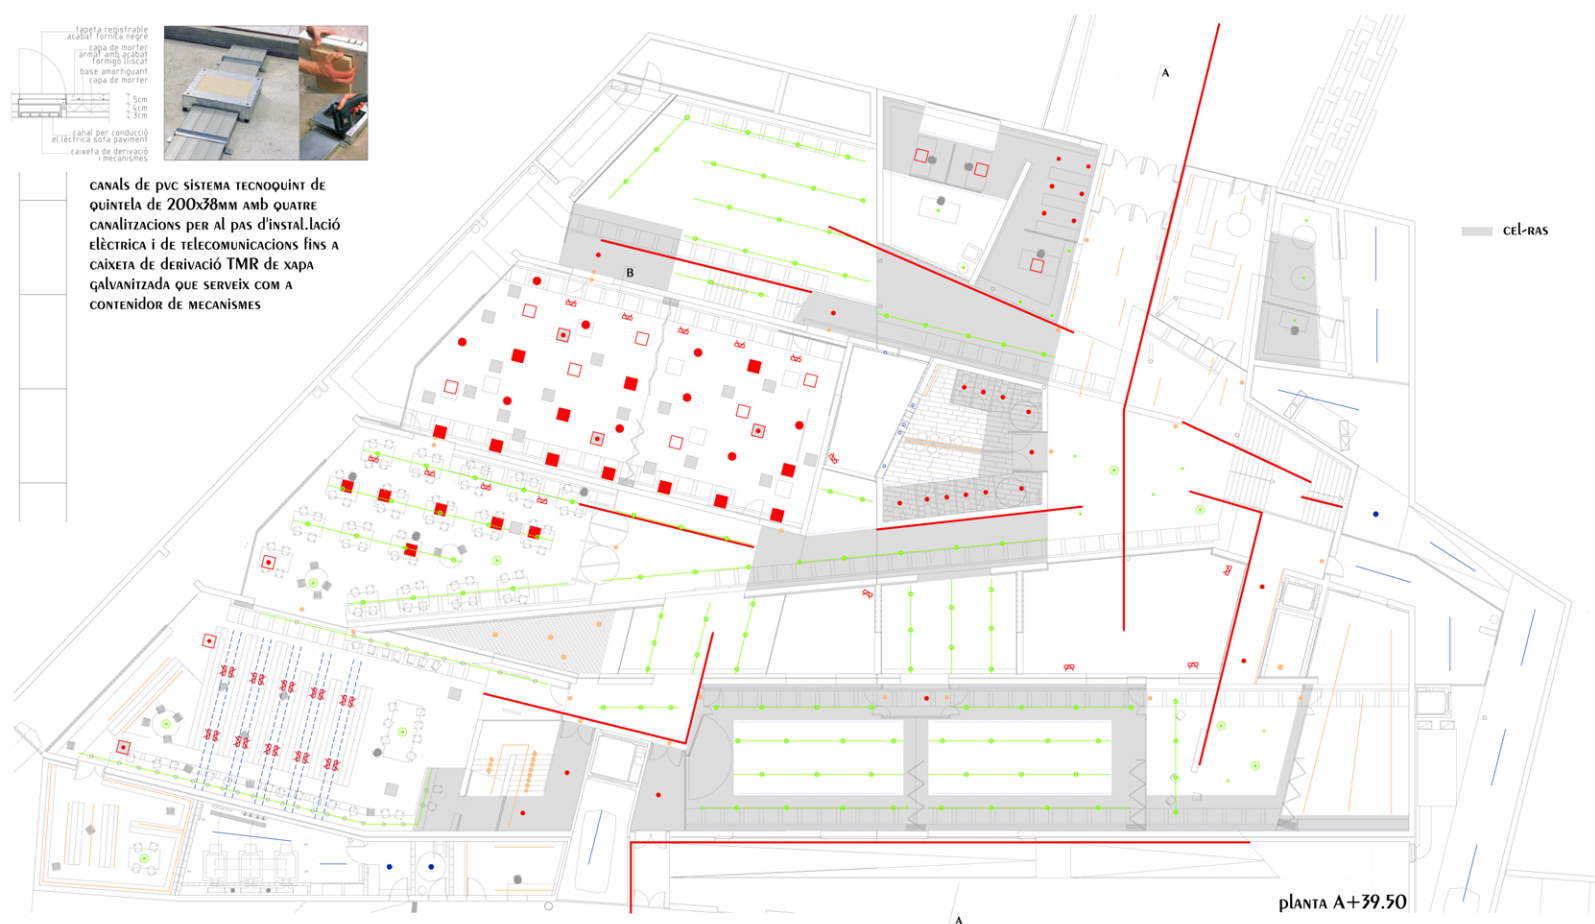 tapeta registrable
acabat fornica negre
capa de morter
armat amb acabat
formigó lliscat
base amortiguant
capa de morter
5cm
4cm
3cm
canal per conducció
el.lèctrica sota paviment
caixeta de derivació
i mecanismes
canals de pvc sistema tecnoquint de
quintela de 200x38mm amb quatre
canalitzacions per al pas d'instal.lació
elèctrica i de telecomunicacions fins a
caixeta de derivació TMR de xapa
galvanitzada que serveix com a
contenidor de mecanismes
A
cel-ras
B
planta A+39.50
A